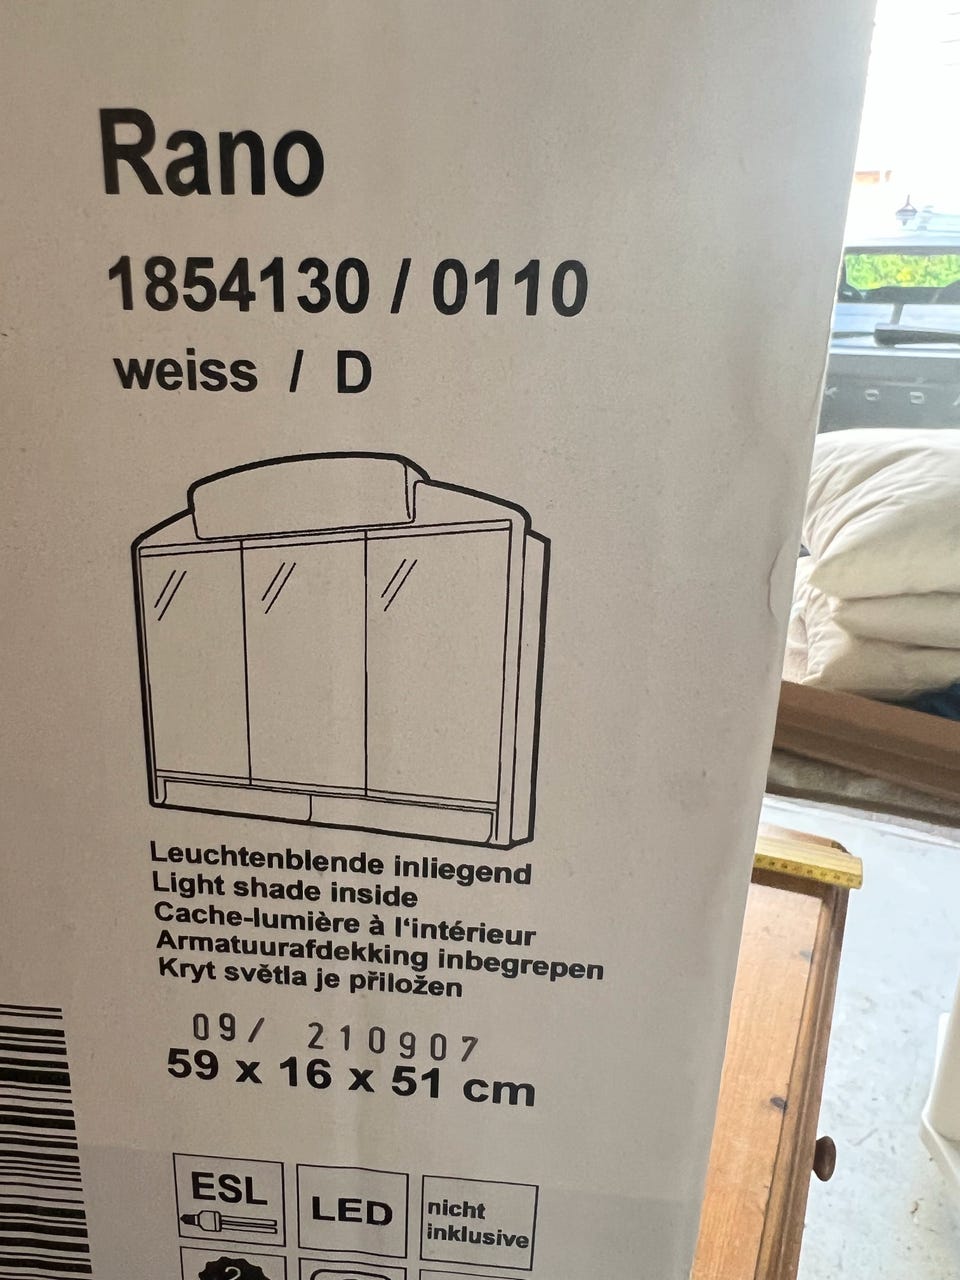 Rano
1854130 / 0110
weiss / D
Leuchtenblende inliegend
Light shade inside
Cache-lumière à l'intérieur
Armatuurafdekking inbegrepen
Kryt světla je přiložen
09/ 210907
59 x 16 x 51 cm
ESL
LED
nicht
inklusive
2